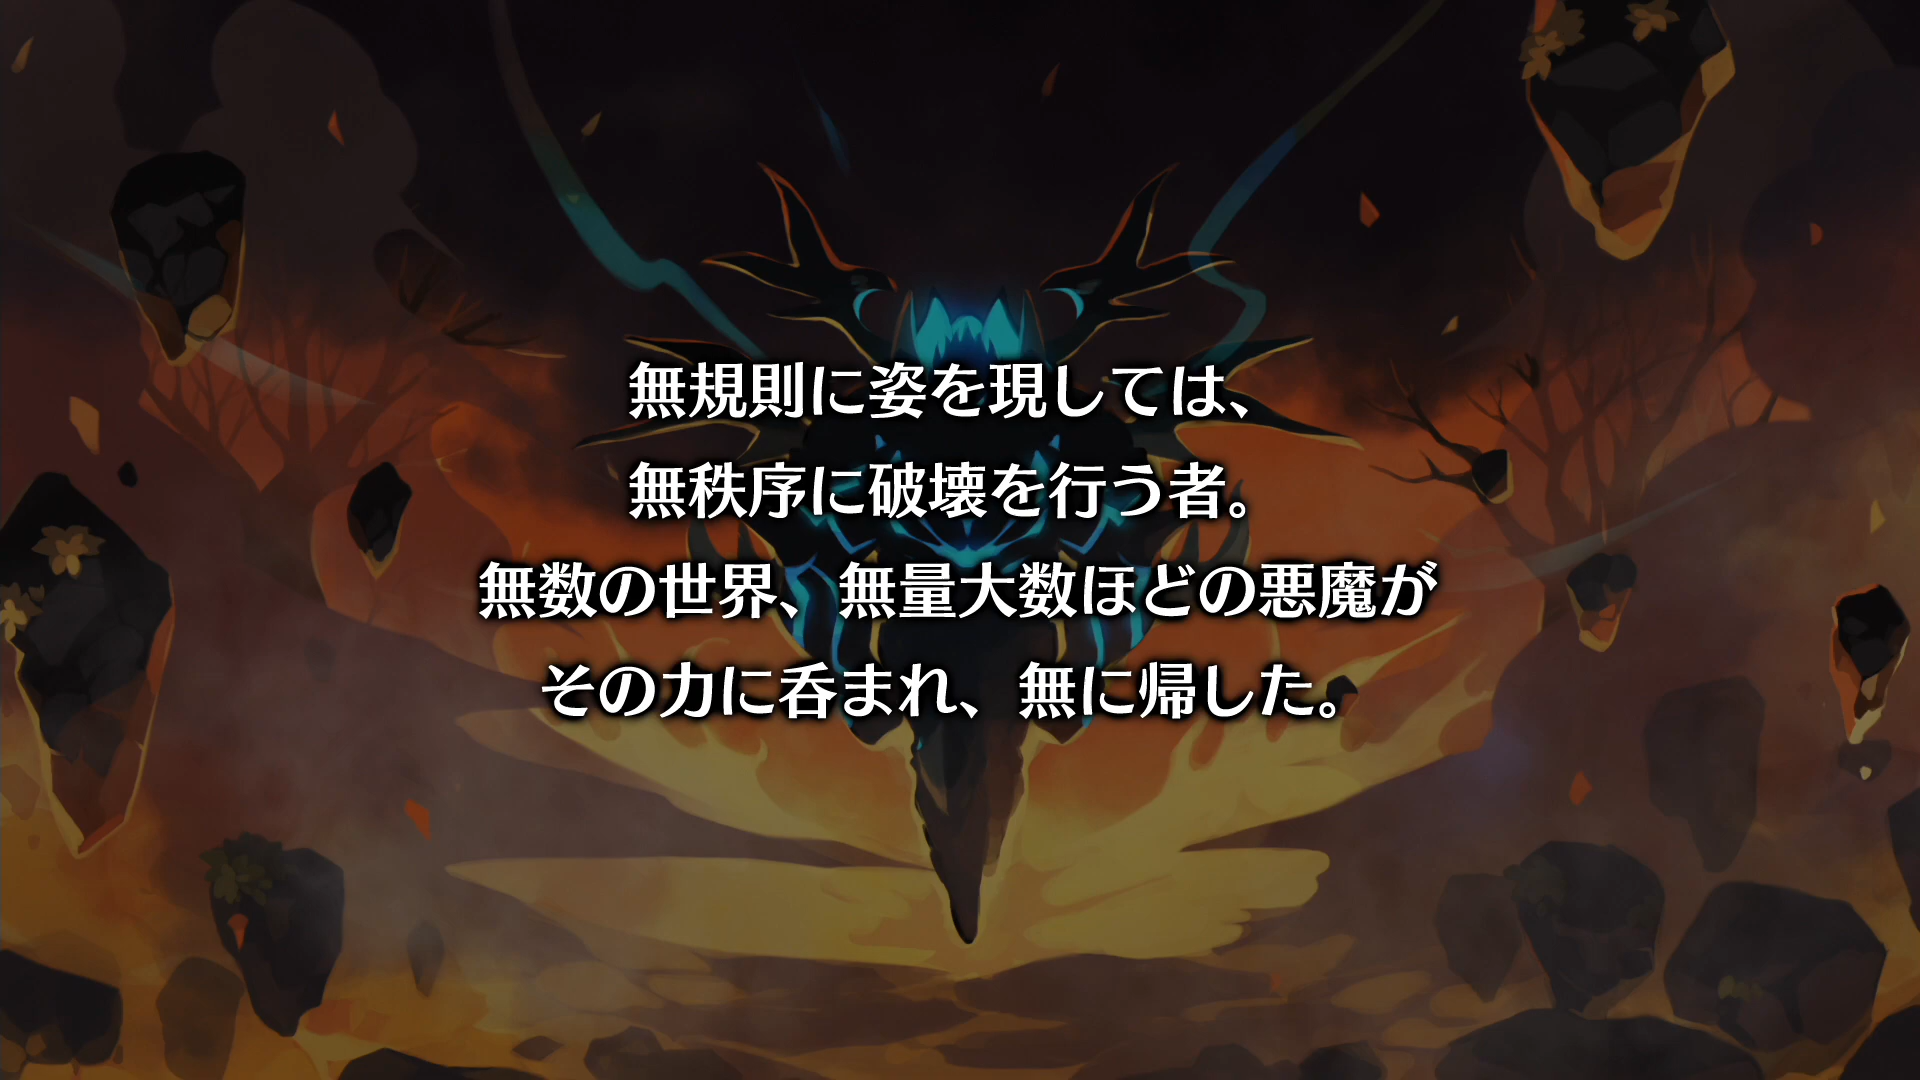 無規則に姿を現しては、
無秩序に破壊を行う者。
無数の世界、無量大数ほどの悪魔が
その力に呑まれ、無に帰した。